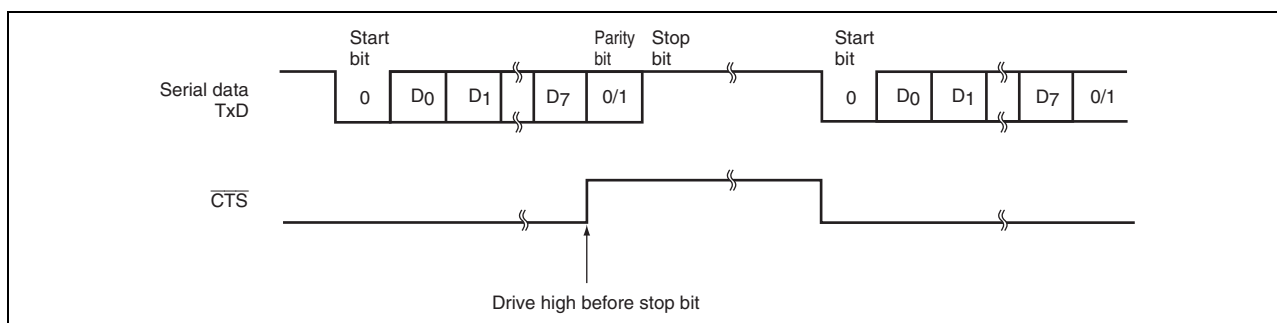 Start bit
Parity bit
Stop bit
Start bit
Serial data TxD
0
D0
D1
D7
0/1
0
D0
D1
D7
0/1
CTS
Drive high before stop bit